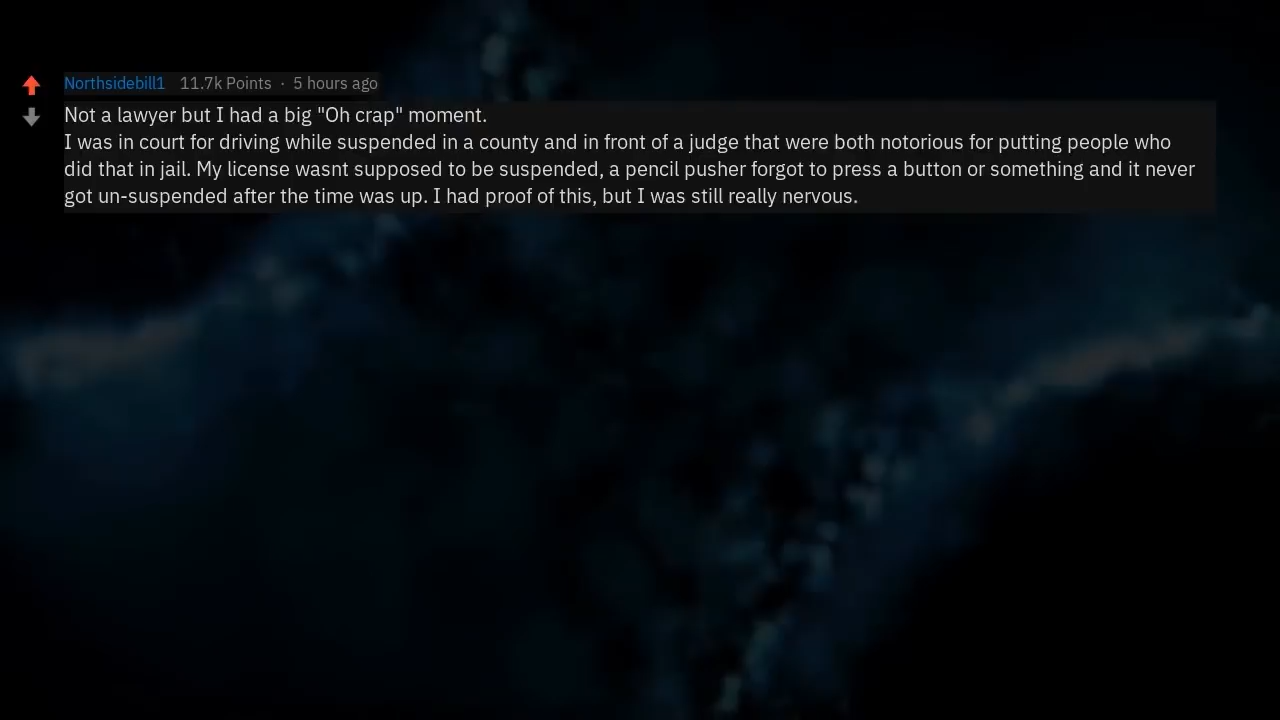 Northsidebill1 11.7k Points · 5 hours ago
Not a lawyer but I had a big "Oh crap" moment.
I was in court for driving while suspended in a county and in front of a judge that were both notorious for putting people who
did that in jail. My license wasnt supposed to be suspended, a pencil pusher forgot to press a button or something and it never
got un-suspended after the time was up. I had proof of this, but I was still really nervous.